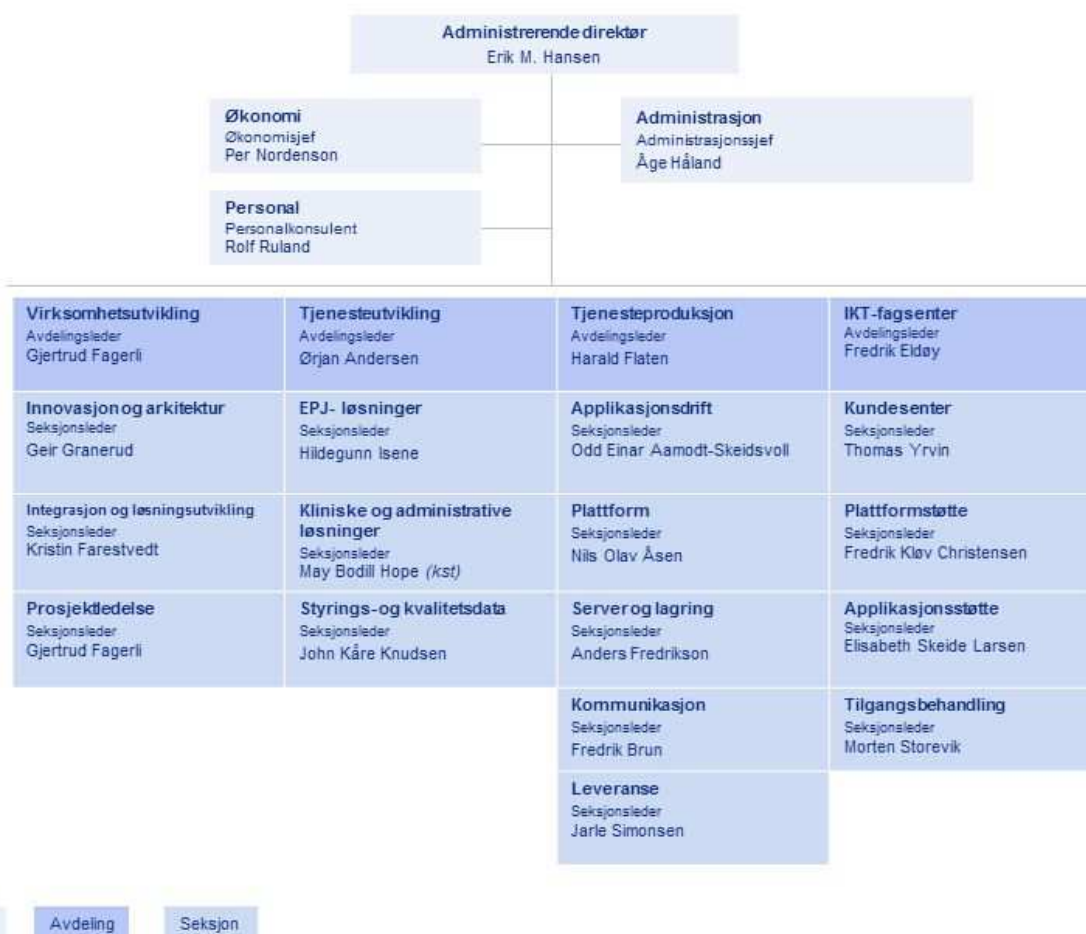 Administrerende direktør
Erik M. Hansen
Økonomi
Økonomisjef
Per Nordenson
Administrasjon
Administrasjonssjef
Åge Håland
Personal
Personalkonsulent
Rolf Ruland
Virksomhetsutvikling
Avdelingsleder
Gjertrud Fagerli
Innovasjon og arkitektur
Seksjonsleder
Geir Granerud
Integrasjon og løsningsutvikling
Seksjonsleder
Kristin Farestvedt
Prosjektledelse
Seksjonsleder
Gjertrud Fagerli
Tjenesteutvikling
Avdelingsleder
Ørjan Andersen
EPJ- løsninger
Seksjonsleder
Hildegunn Isene
Kliniske og administrative
løsninger
Seksjonsleder
May Bodill Hope (kst)
Styrings- og kvalitetsdata
Seksjonsleder
John Kåre Knudsen
Tjenesteproduksjon
Avdelingsleder
Harald Flaten
Applikasjonsdrift
Seksjonsleder
Odd Einar Aamodt-Skeidsvoll
Plattform
Seksjonsleder
Nils Olav Åsen
Server og lagring
Seksjonsleder
Anders Fredrikson
Kommunikasjon
Seksjonsleder
Fredrik Brun
Leveranse
Seksjonsleder
Jarle Simonsen
IKT-fagsenter
Avdelingsleder
Fredrik Eldøy
Kundesenter
Seksjonsleder
Thomas Yrvin
Plattformstøtte
Seksjonsleder
Fredrik Kløv Christensen
Applikasjonsstøtte
Seksjonsleder
Elisabeth Skeide Larsen
Tilgangsbehandling
Seksjonsleder
Morten Storevik
Avdeling
Seksjon